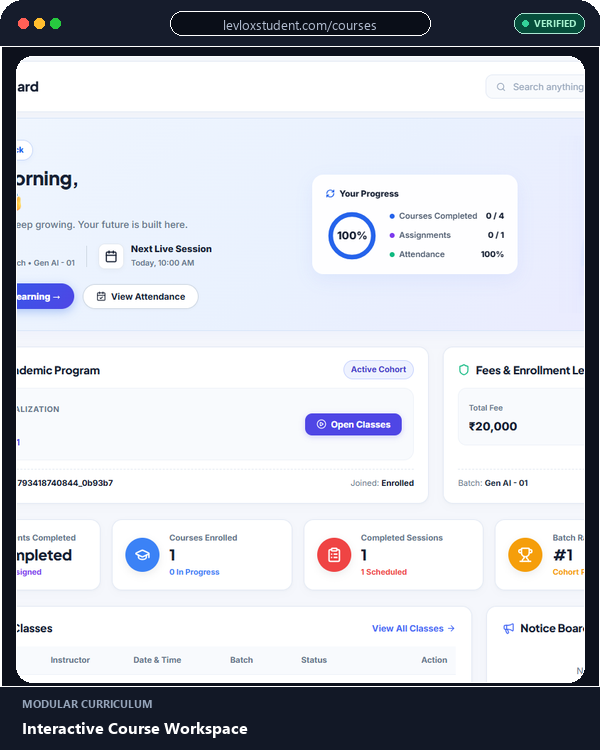 levloxstudent.com/courses
VERIFIED
ard
Search anything
ck
orning,
eep growing. Your future is built here.
ch • Gen AI - 01
Next Live Session
Today, 10:00 AM
earning →
View Attendance
Your Progress
100%
Courses Completed 0 / 4
Assignments 0 / 1
Attendance 100%
demic Program
Active Cohort
ALIZATION
1
Open Classes
793418740844_0b93b7
Joined: Enrolled
Fees & Enrollment Le
Total Fee
₹20,000
Batch: Gen AI - 01
nts Completed
mpleted
signed
Courses Enrolled
1
0 In Progress
Completed Sessions
1
1 Scheduled
Batch Ra
#1
Cohort R
Classes
View All Classes →
Instructor Date & Time Batch Status Action
Notice Board
N
MODULAR CURRICULUM
Interactive Course Workspace